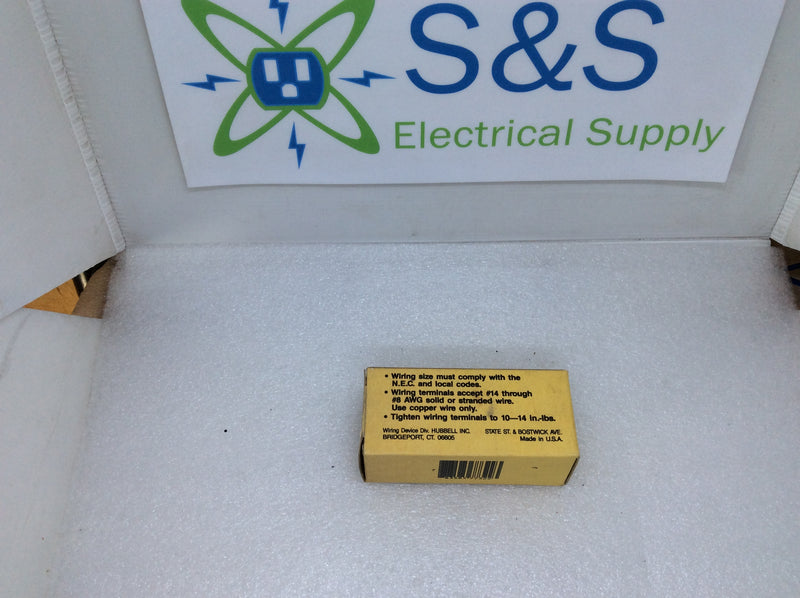 S&S
Electrical Supply
• Wiring size must comply with the
N.E.C. and local codes.
• Wiring terminals accept #14 through
#8 AWG solid or stranded wire.
Use copper wire only.
• Tighten wiring terminals to 10—14 in.-lbs.
Wiring Device Div. HUBBELL INC. STATE ST. & BOSTWICK AVE.
BRIDGEPORT, CT. 06605 Made in U.S.A.